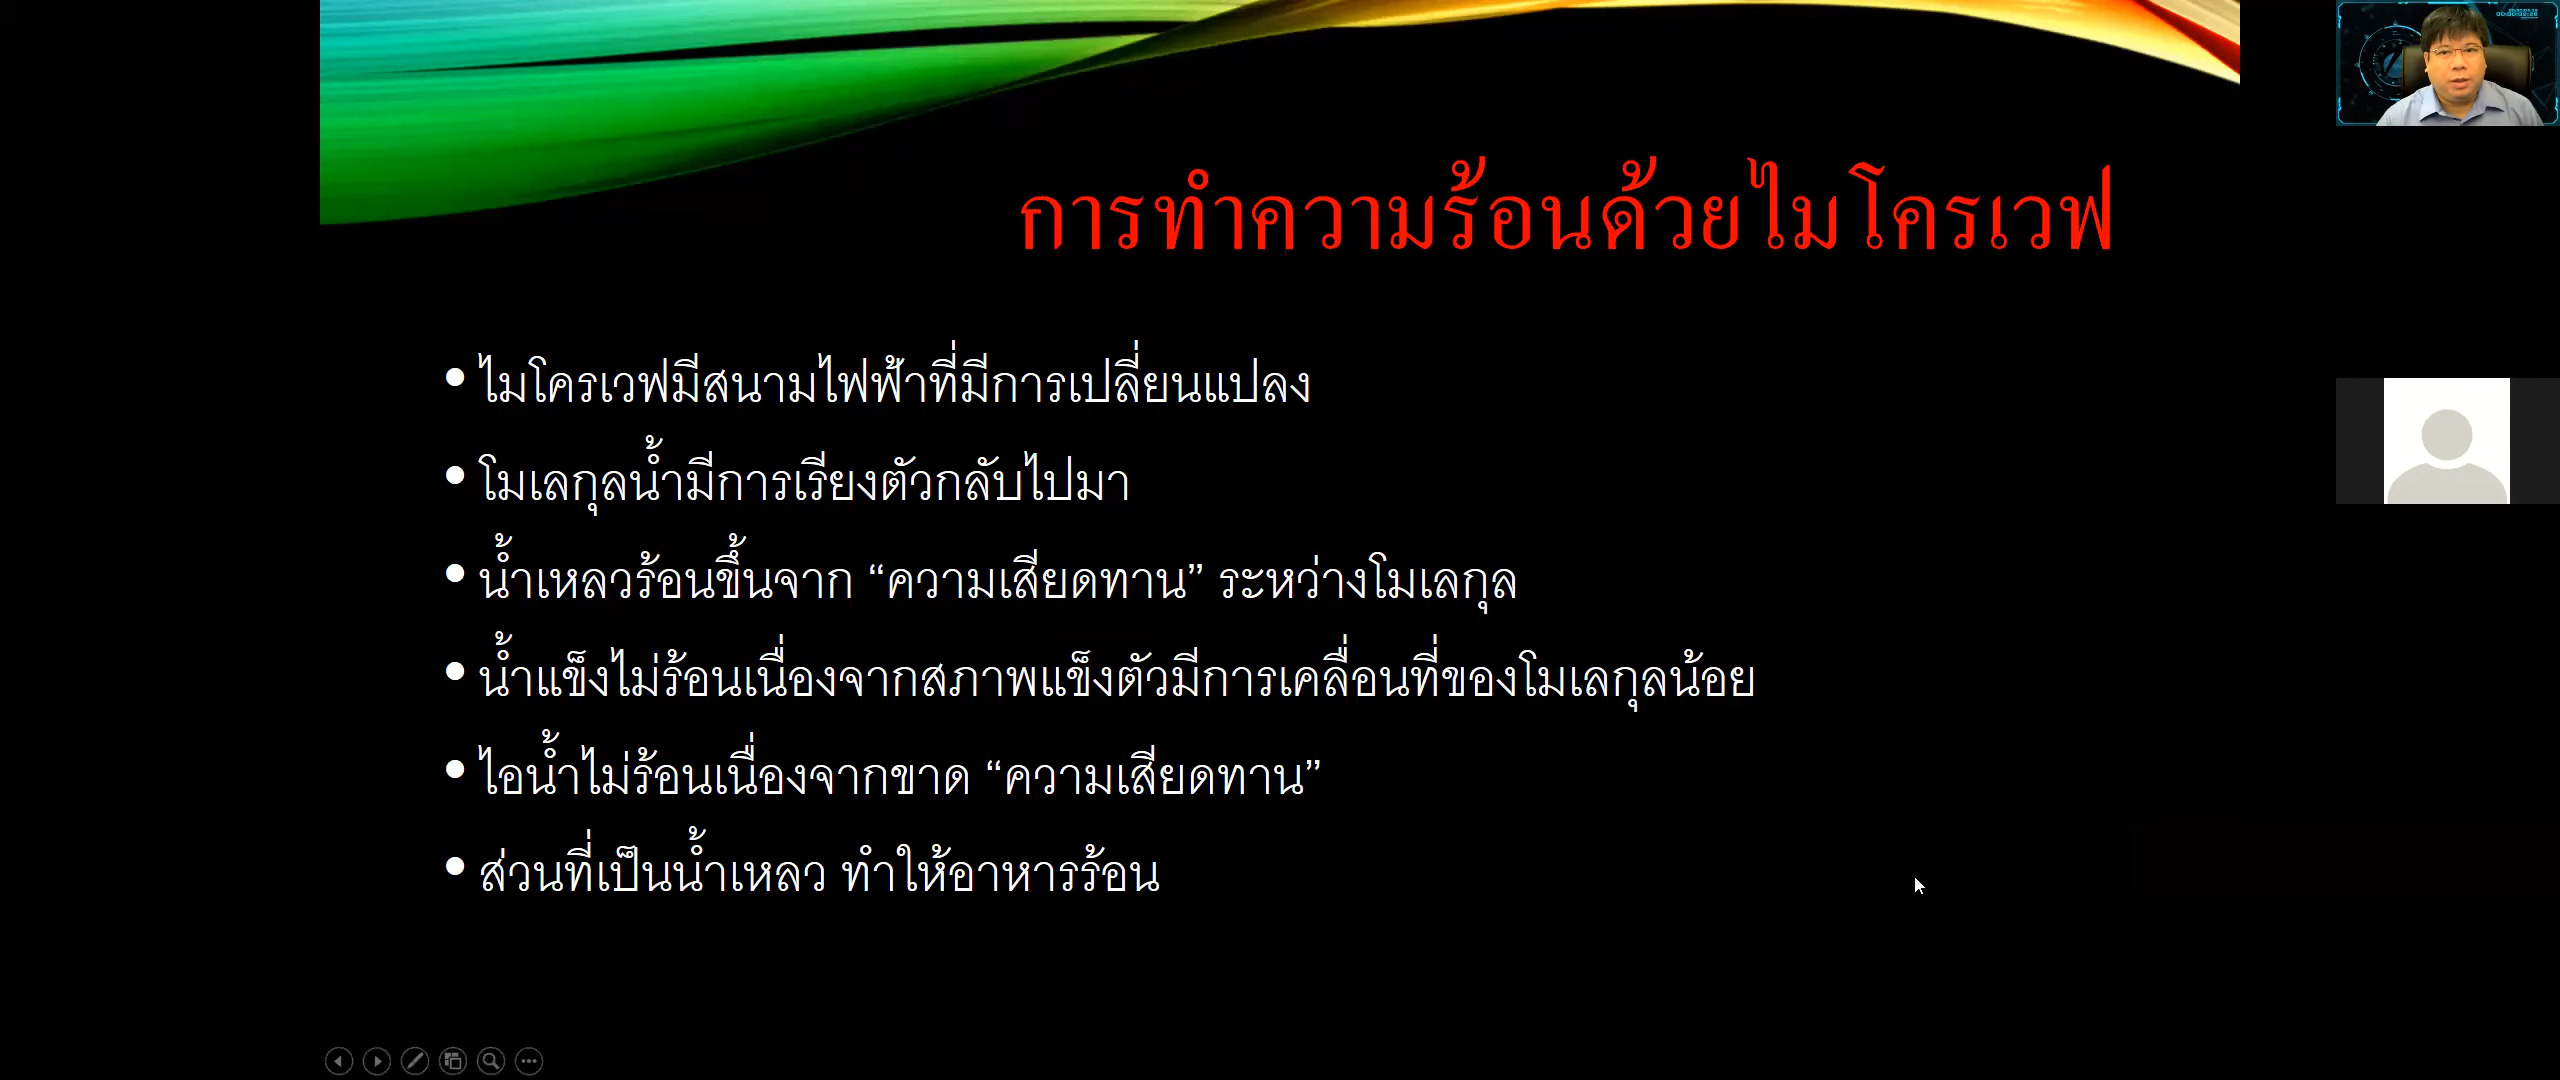 การทำความร้อนด้วยไมโครเวฟ
• ไมโครเวฟมีสนามไฟฟ้าที่มีการเปลี่ยนแปลง
• โมเลกุลน้ำมีการเรียงตัวกลับไปมา
• น้ำเหลวร้อนขึ้นจาก “ความเสียดทาน” ระหว่างโมเลกุล
• น้ำแข็งไม่ร้อนเนื่องจากสภาพแข็งตัวมีการเคลื่อนที่ของโมเลกุลน้อย
• ไอน้ำไม่ร้อนเนื่องจากขาด “ความเสียดทาน”
• ส่วนที่เป็นน้ำเหลว ทำให้อาหารร้อน